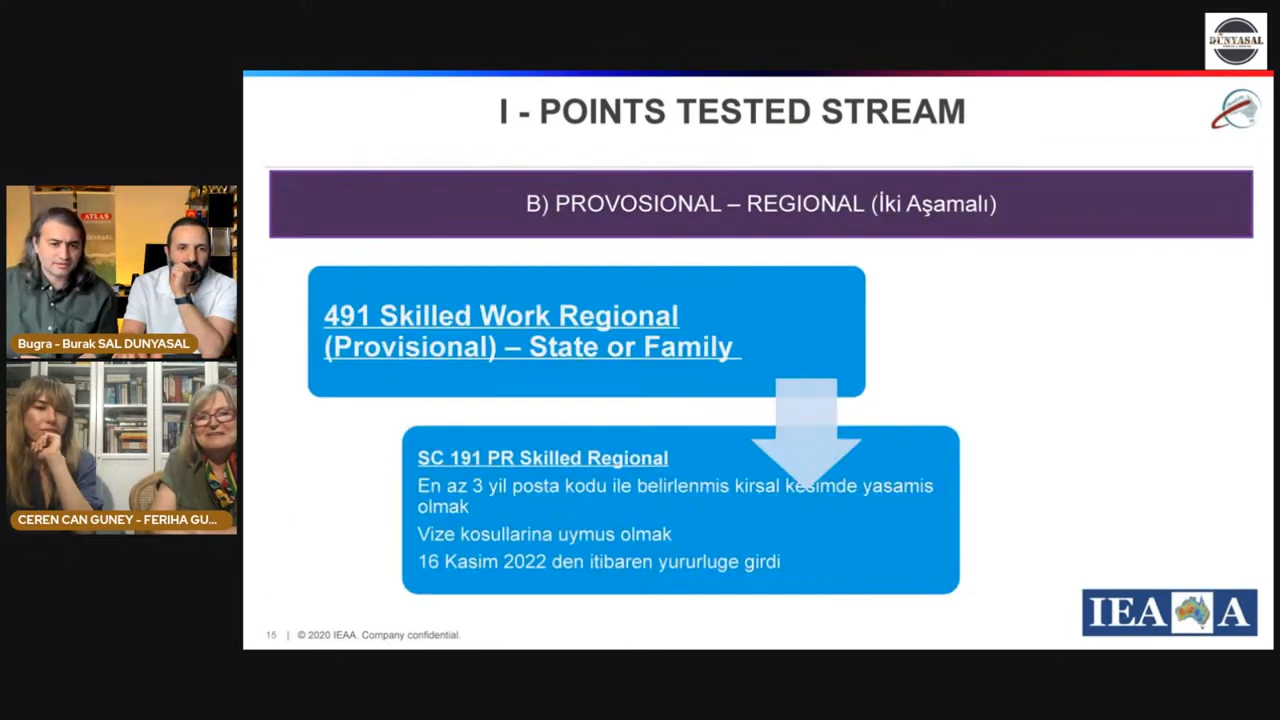 DÜNYASAL
I - POINTS TESTED STREAM
B) PROVOSIONAL – REGIONAL (İki Aşamalı)
491 Skilled Work Regional
(Provisional) – State or Family
SC 191 PR Skilled Regional
En az 3 yil posta kodu ile belirlenmis kirsal kesimde yasamis
olmak
Vize kosullarina uymus olmak
16 Kasim 2022 den itibaren yururluge girdi
ATLAS
Bugra - Burak SAL DUNYASAL
CEREN CAN GUNEY - FERIHA GU...
15 | © 2020 IEAA. Company confidential.
IEAA